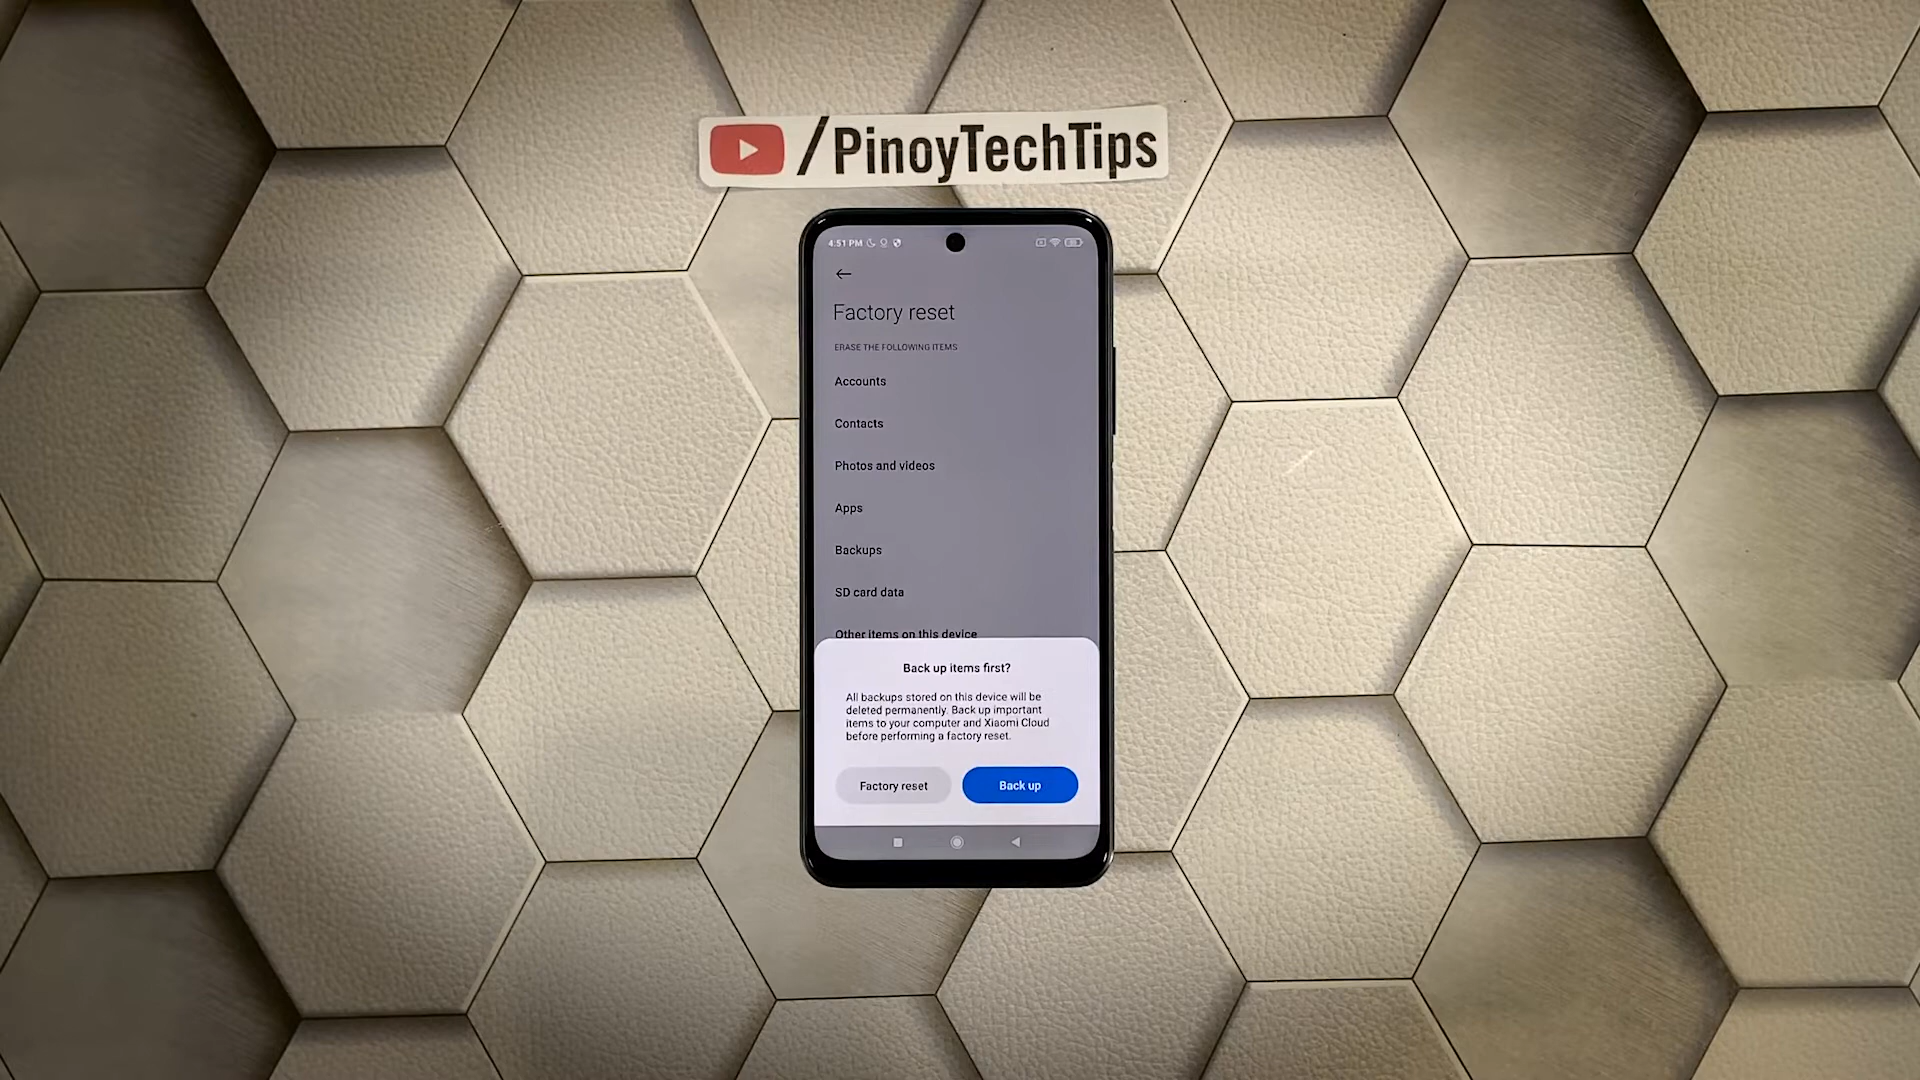 /PinoyTechTips
4:51 PM
Factory reset
ERASE THE FOLLOWING ITEMS
Accounts
Contacts
Photos and videos
Apps
Backups
SD card data
Other items on this device
Back up items first?
All backups stored on this device will be
deleted permanently. Back up important
items to your computer and Xiaomi Cloud
before performing a factory reset.
Factory reset
Back up